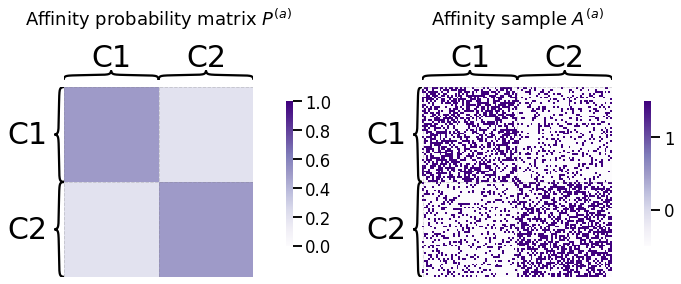 Affinity probability matrix P^(a)
C1 C2
C1
C2
1.0
0.8
0.6
0.4
0.2
0.0
Affinity sample A^(a)
C1 C2
C1
C2
1
0